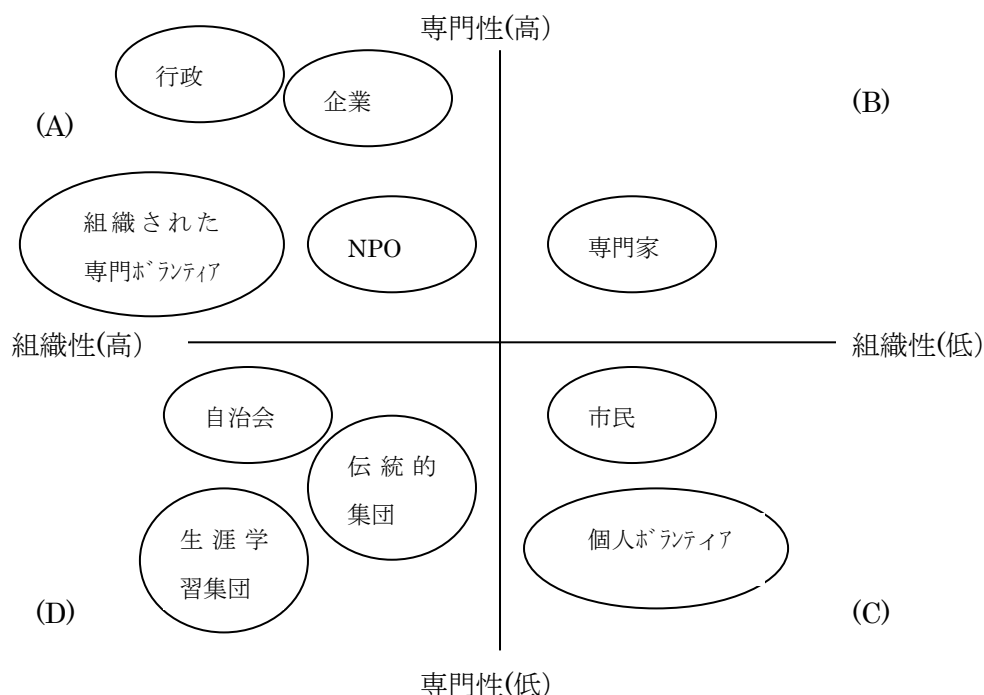 専門性(高)
行政
企業
(A)
(B)
組織された
専門ﾎﾞﾗﾝﾃｨｱ
NPO
専門家
組織性(高)
組織性(低)
自治会
市民
伝統的
集団
生涯学
習集団
個人ﾎﾞﾗﾝﾃｨｱ
(D)
(C)
専門性(低)